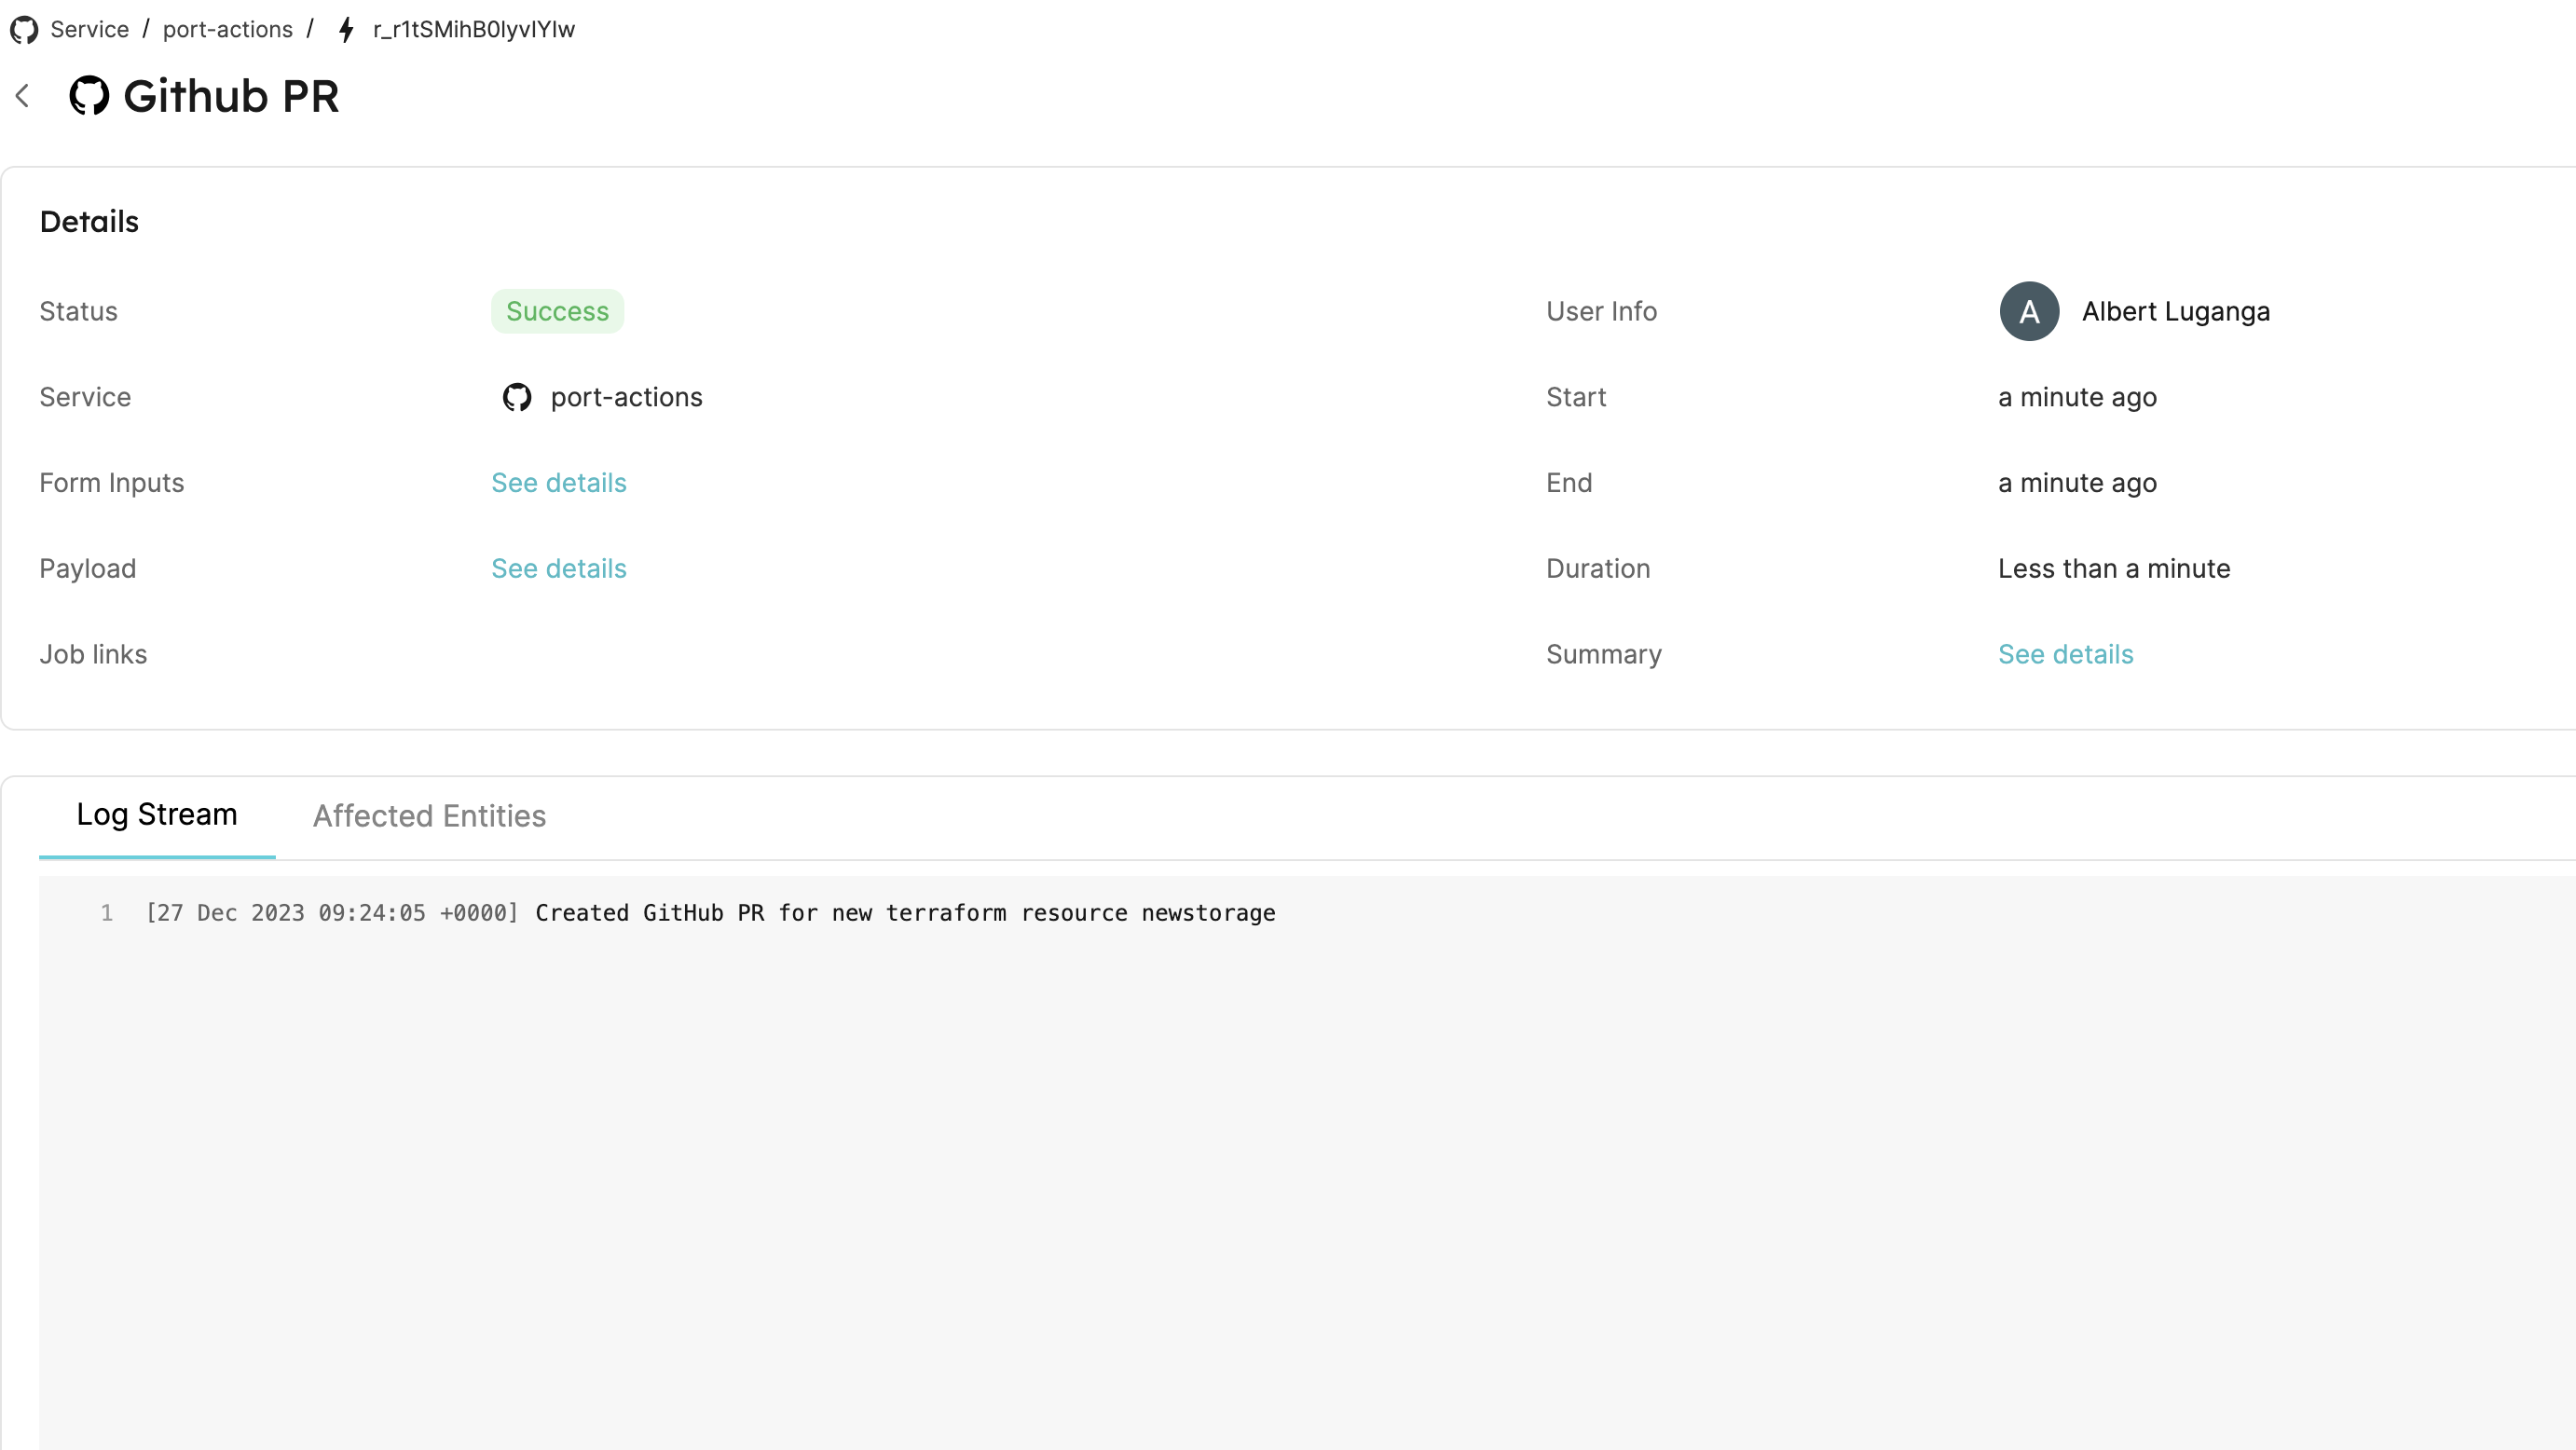 Service / port-actions / r_r1tSMihB0lyvIYIw
Github PR
Details
Status Success User Info A Albert Luganga
Service port-actions Start a minute ago
Form Inputs See details End a minute ago
Payload See details Duration Less than a minute
Job links Summary See details
Log Stream Affected Entities
1 [27 Dec 2023 09:24:05 +0000] Created GitHub PR for new terraform resource newstorage